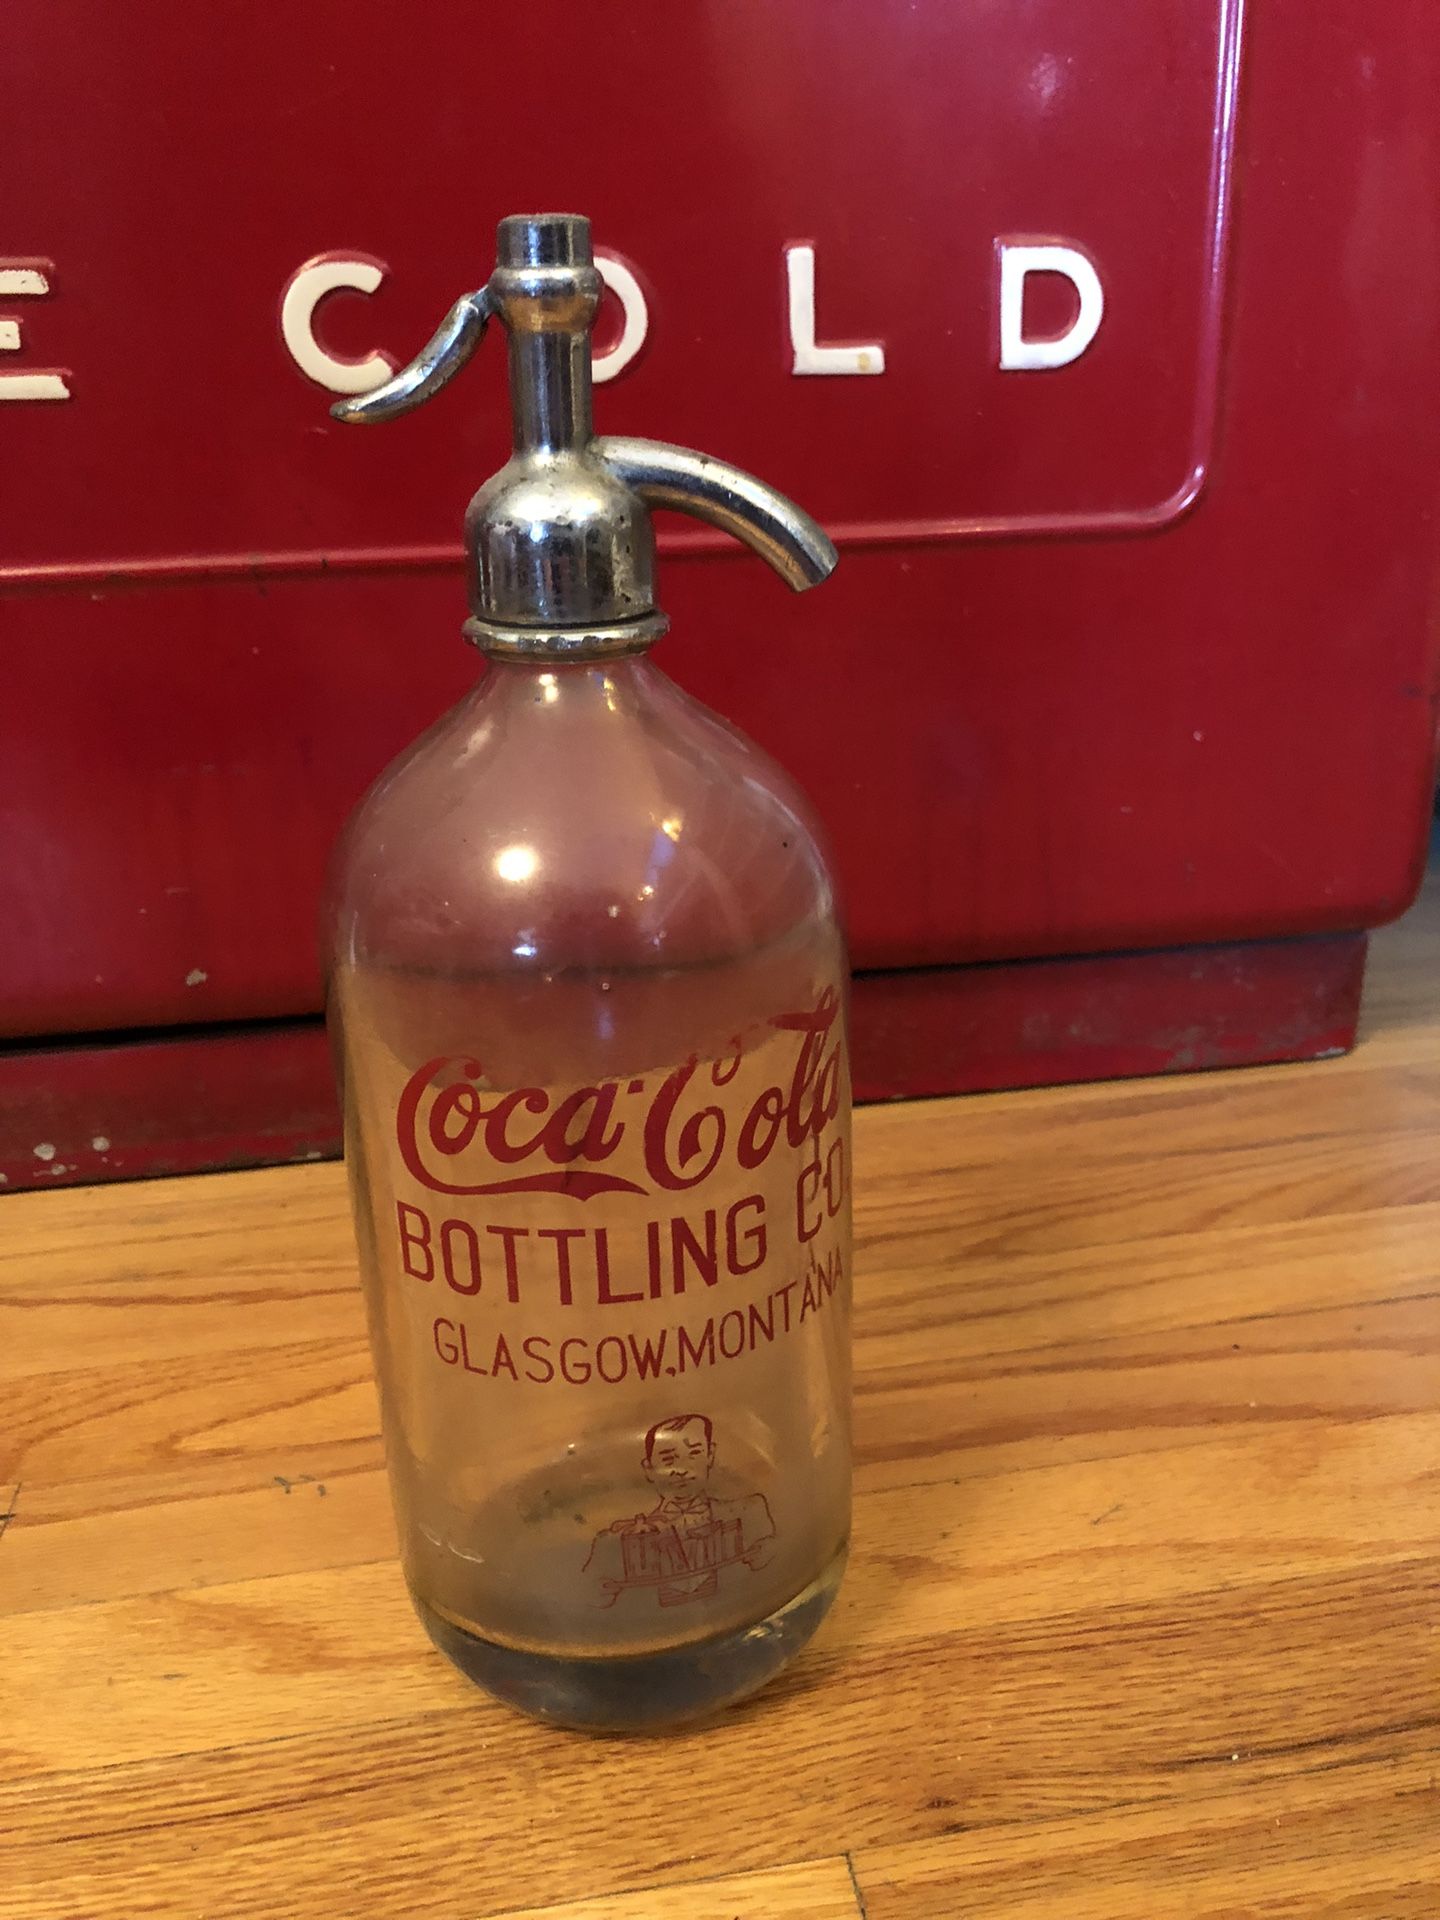 E COLD
Coca-Cola
BOTTLING CO
GLASGOW, MONTANA